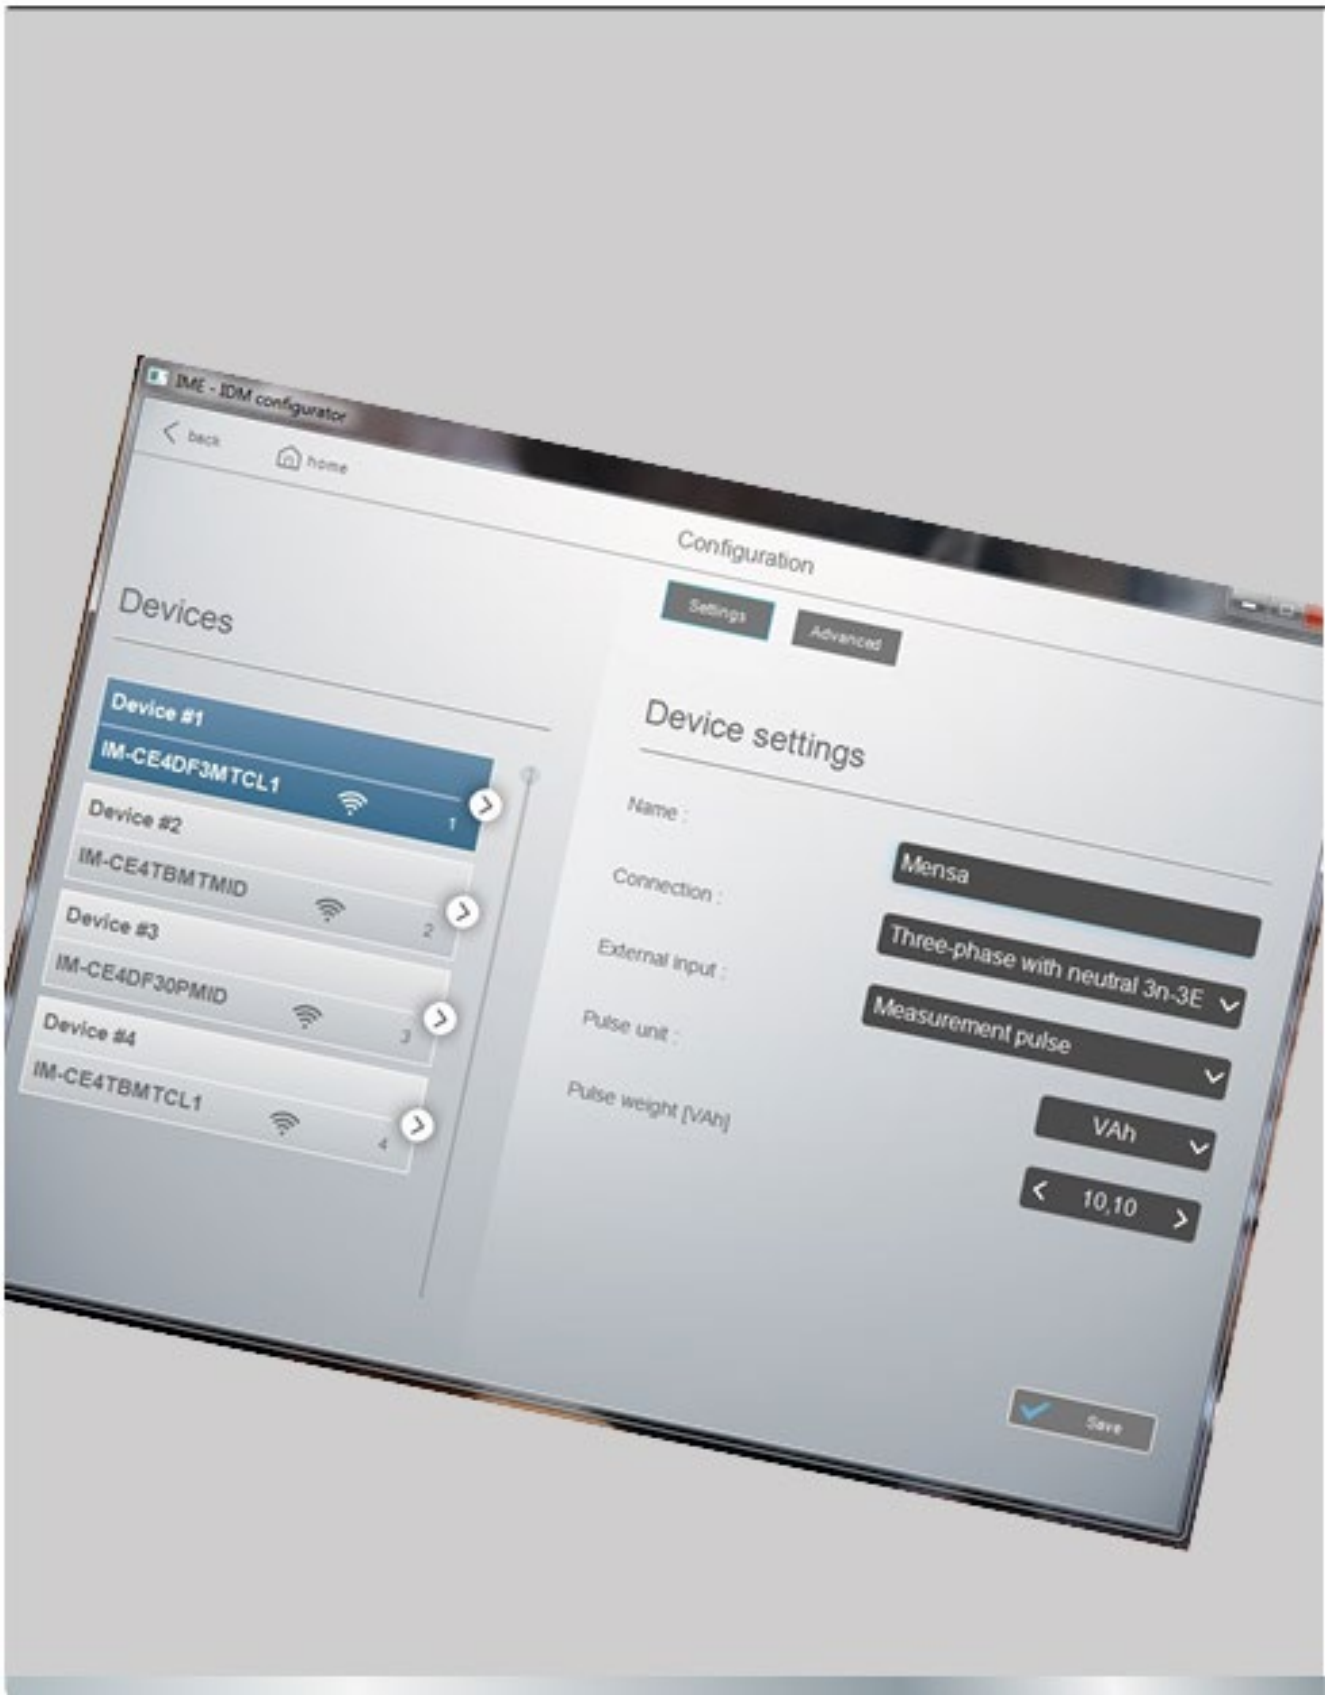 IME - IDM configurator
back
home
Configuration
Settings
Advanced
Devices
Device #1
IM-CE4DF3MTCL1
1
Device #2
IM-CE4TBMTMID
2
Device #3
IM-CE4DF30PMID
3
Device #4
IM-CE4TBMTCL1
4
Device settings
Name :
Mensa
Connection :
Three-phase with neutral 3n-3E
External input :
Measurement pulse
Pulse unit :
VAh
Pulse weight [VAh]
10,10
Save